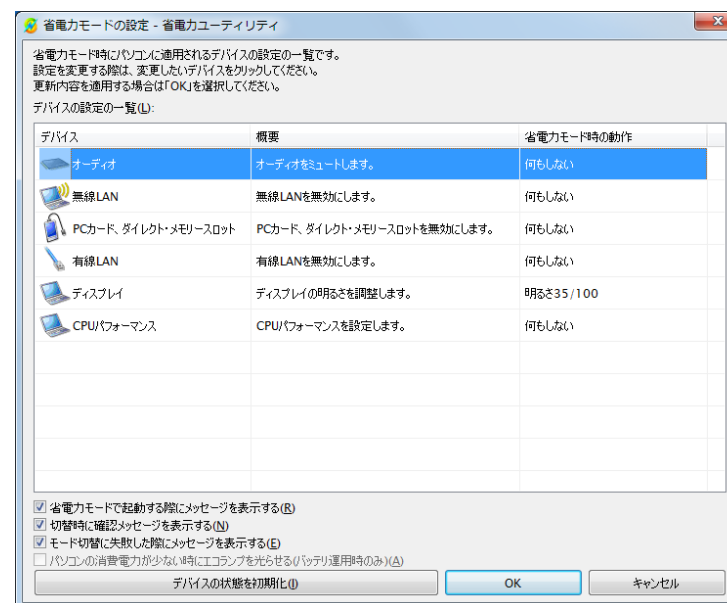 省電力モードの設定 - 省電力ユーティリティ
省電力モード時にパソコンに適用されるデバイスの設定の一覧です。
設定を変更する際は、変更したいデバイスをクリックしてください。
更新内容を適用する場合は「OK」を選択してください。
デバイスの設定の一覧(L):
デバイス 概要 省電力モード時の動作
オーディオ オーディオをミュートします。 何もしない
無線LAN 無線LANを無効にします。 何もしない
PCカード、ダイレクト・メモリースロット PCカード、ダイレクト・メモリースロットを無効にします。 何もしない
有線LAN 有線LANを無効にします。 何もしない
ディスプレイ ディスプレイの明るさを調整します。 明るさ35/100
CPUパフォーマンス CPUパフォーマンスを設定します。 何もしない
省電力モードで起動する際にメッセージを表示する(R)
切替時に確認メッセージを表示する(N)
モード切替に失敗した際にメッセージを表示する(E)
パソコンの消費電力が少ない時にエコランプを光らせる(バッテリ運用時のみ)(A)
デバイスの状態を初期化(I) OK キャンセル